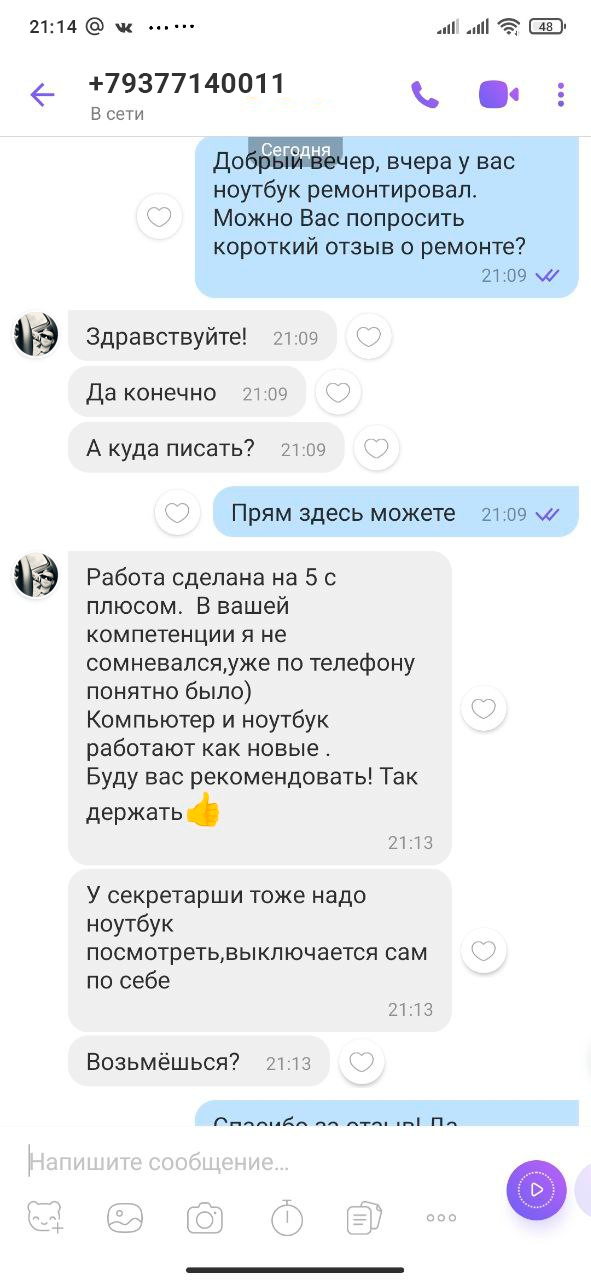 21:14
48
+79377140011
В сети
Сегодня
Добрый вечер, вчера у вас
ноутбук ремонтировал.
Можно Вас попросить
короткий отзыв о ремонте?
21:09
Здравствуйте! 21:09
Да конечно 21:09
А куда писать? 21:09
Прям здесь можете 21:09
Работа сделана на 5 с
плюсом. В вашей
компетенции я не
сомневался,уже по телефону
понятно было)
Компьютер и ноутбук
работают как новые .
Буду вас рекомендовать! Так
держать👍
21:13
У секретарши тоже надо
ноутбук
посмотреть,выключается сам
по себе
21:13
Возьмёшься? 21:13
Спасибо за отзыв! Да
Напишите сообщение...